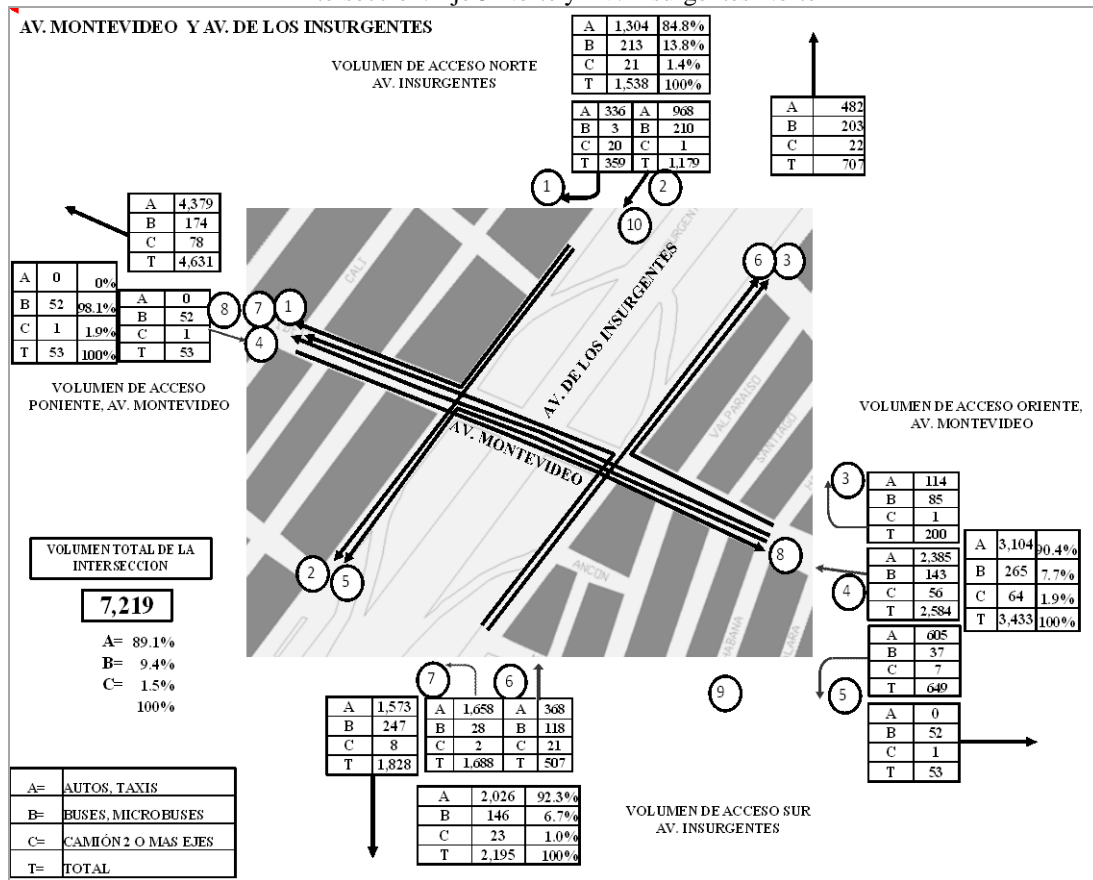 AV. MONTEVIDEO Y AV. DE LOS INSURGENTES
VOLUMEN DE ACCESO NORTE
AV. INSURGENTES
A 1,304 84.8%
B 213 13.8%
C 21 1.4%
T 1,538 100%
A 336 A 968
B 3 B 210
C 20 C 1
T 359 T 1,179
A 482
B 203
C 22
T 707
1
2
10
A 4,379
B 174
C 78
T 4,631
A 0 0%
B 52 98.1%
C 1 1.9%
T 53 100%
A 0
B 52
C 1
T 53
8
7
1
4
6
3
VOLUMEN DE ACCESO
PONIENTE, AV. MONTEVIDEO
CALI
AV. DE LOS INSURGENTES
AV. MONTEVIDEO
VALPARAISO
SANTIAGO
ANCON
HABANA
2
5
8
VOLUMEN DE ACCESO ORIENTE,
AV. MONTEVIDEO
3
A 114
B 85
C 1
T 200
4
A 2,385
B 143
C 56
T 2,584
A 3,104 90.4%
B 265 7.7%
C 64 1.9%
T 3,433 100%
5
A 605
B 37
C 7
T 649
A 0
B 52
C 1
T 53
VOLUMEN TOTAL DE LA
INTERSECCION
7,219
A= 89.1%
B= 9.4%
C= 1.5%
100%
7
6
9
A 1,573
B 247
C 8
T 1,828
A 1,658 A 368
B 28 B 118
C 2 C 21
T 1,688 T 507
A 2,026 92.3%
B 146 6.7%
C 23 1.0%
T 2,195 100%
VOLUMEN DE ACCESO SUR
AV. INSURGENTES
A= AUTOS, TAXIS
B= BUSES, MICROBUSES
C= CAMIÓN 2 O MAS EJES
T= TOTAL